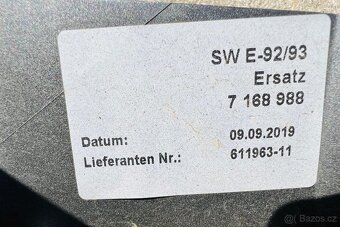 SW E-92/93
Ersatz
7 168 988
Datum: 09.09.2019
Lieferanten Nr.: 611963-11
Bazos.cz